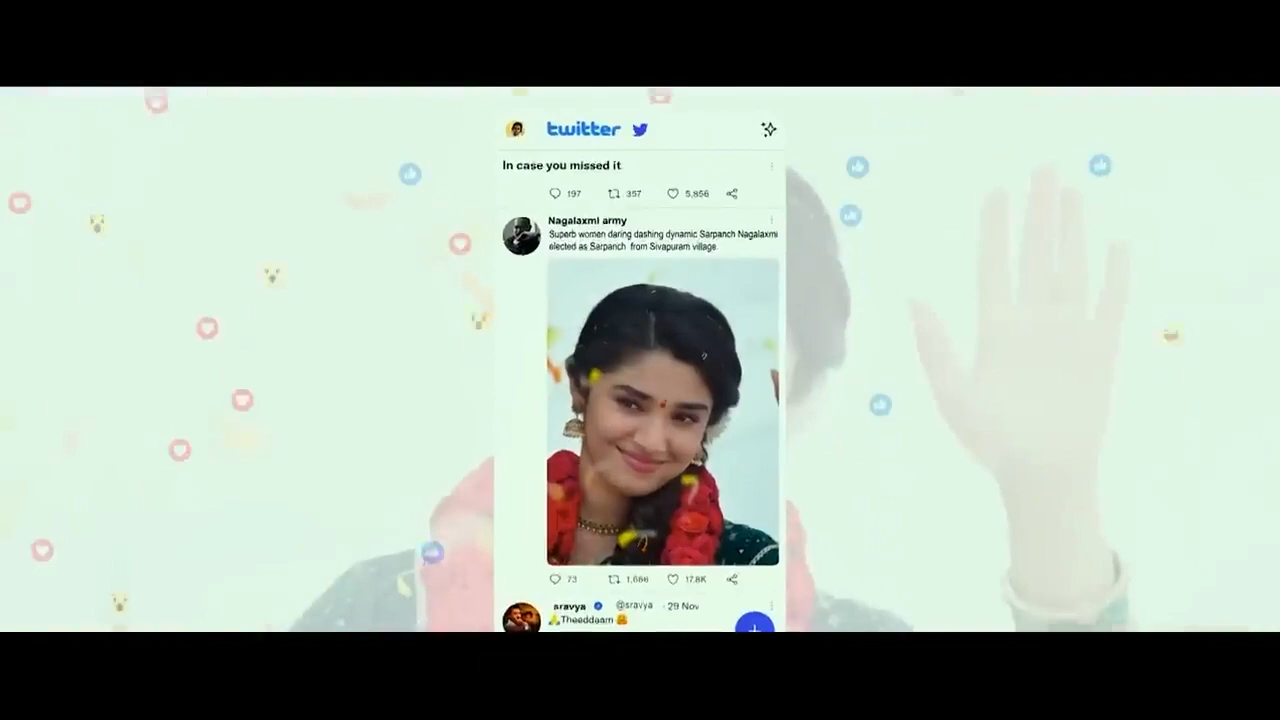 twitter
In case you missed it
197 357 5,856
Nagalaxmi army
Superb women daring dashing dynamic Sarpanch Nagalaxmi
elected as Sarpanch from Sivapuram village
73 1,686 17.8K
sravya @sravya · 29 Nov
🙏Theeddaam🤗